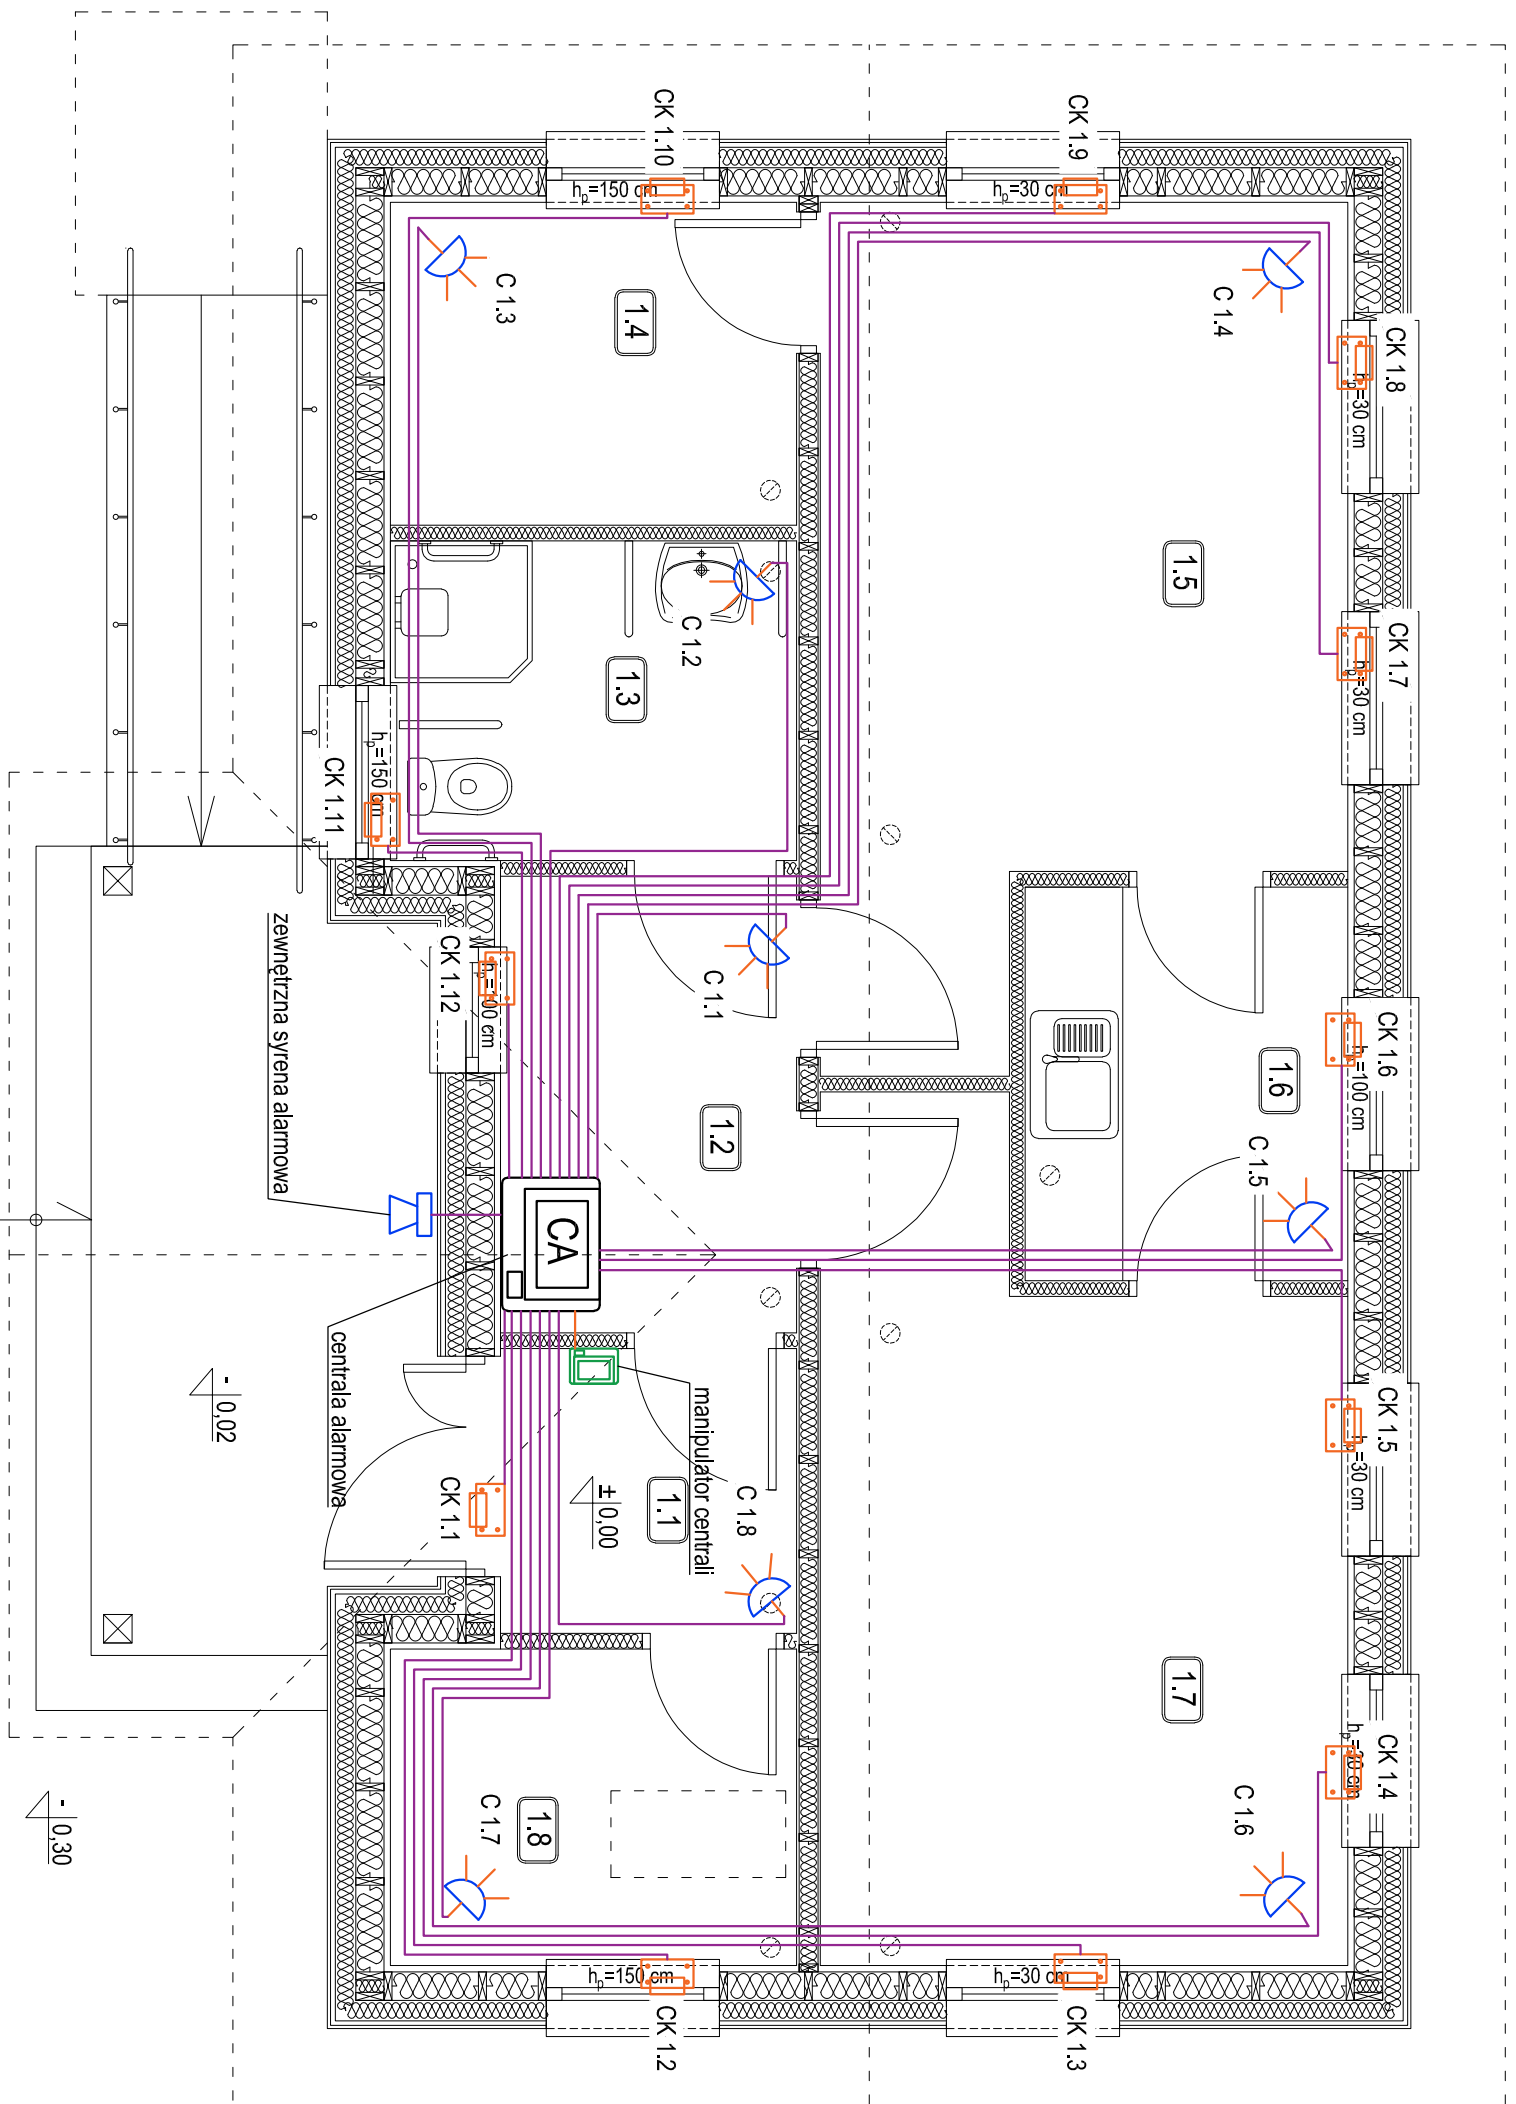 CK 1.8
CK 1.7
CK 1.6
CK 1.5
CK 1.4
hp=30 cm
hp=30 cm
hp=100 cm
hp=30 cm
1.6
C 1.5
C 1.6
C 1.4
1.5
1.7
CK 1.9
CK 1.3
hp=30 cm
hp=30 cm
C 1.8
1.2
C 1.1
manipulator centrali
C 1.2
1.1
CK 1.10
CK 1.2
1.4
1.3
hp=150 cm
hp=150 cm
±0,00
CA
1.8
C 1.3
C 1.7
hp=100 cm
CK 1.12
CK 1.1
hp=150 cm
CK 1.11
centrala alarmowa
zewnętrzna syrena alarmowa
- 0,02
- 0,30